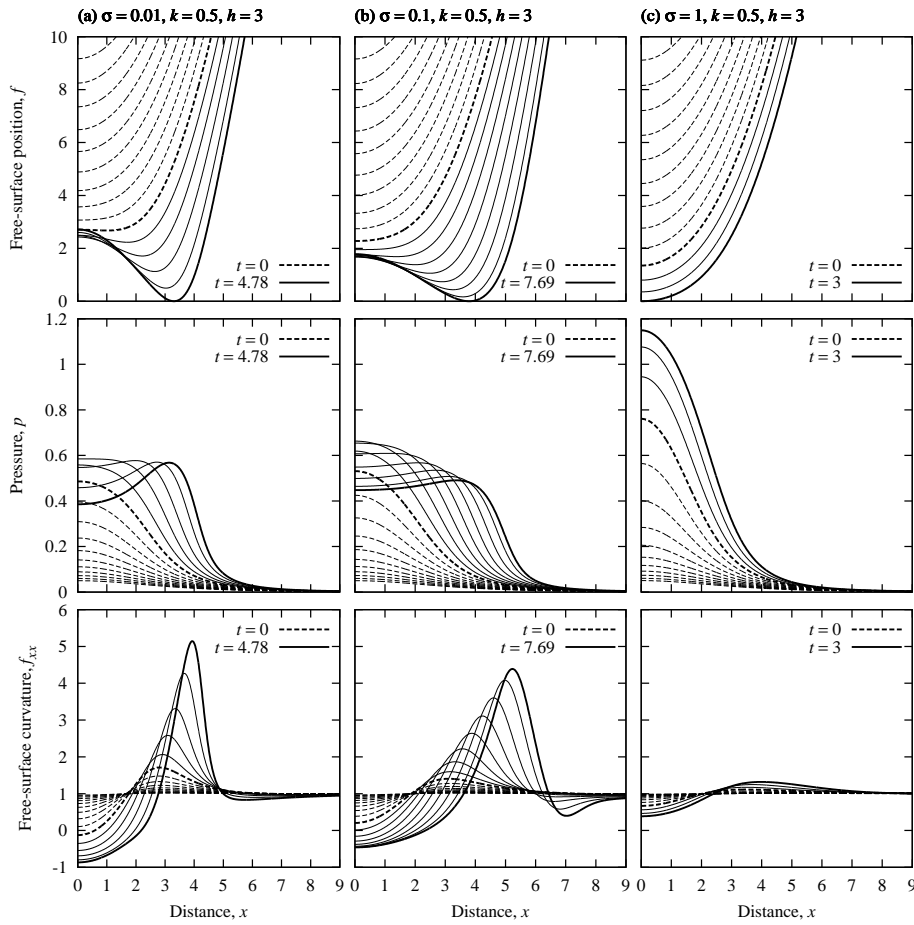 (a) σ = 0.01, k = 0.5, h = 3
(b) σ = 0.1, k = 0.5, h = 3
(c) σ = 1, k = 0.5, h = 3
Free-surface position, f
10
8
6
4
2
0
t = 0
t = 4.78
t = 0
t = 7.69
t = 0
t = 3
Pressure, p
1.2
1
0.8
0.6
0.4
0.2
0
t = 0
t = 4.78
t = 0
t = 7.69
t = 0
t = 3
Free-surface curvature, fxx
6
5
4
3
2
1
0
-1
t = 0
t = 4.78
t = 0
t = 7.69
t = 0
t = 3
0 1 2 3 4 5 6 7 8 9
0 1 2 3 4 5 6 7 8 9
0 1 2 3 4 5 6 7 8 9
Distance, x
Distance, x
Distance, x